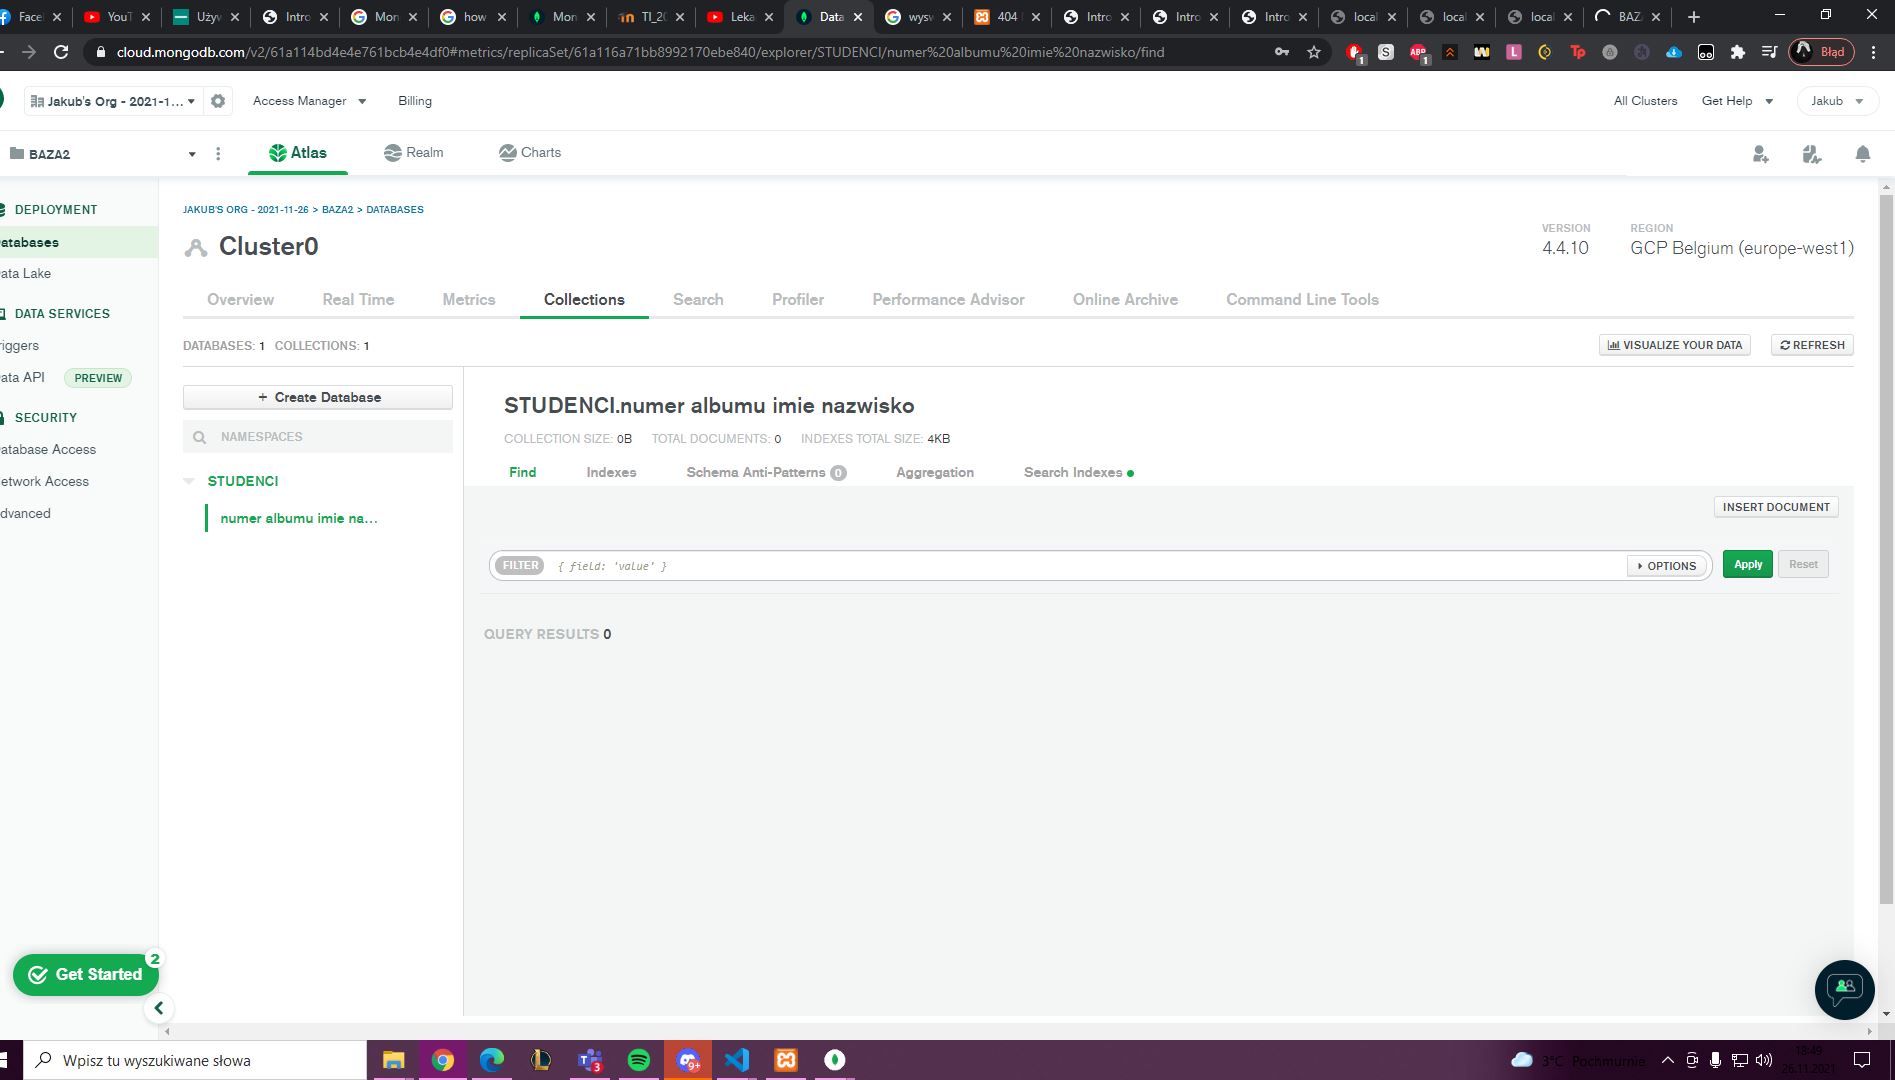 Face
YouT
Używ
Intro
Mon
how
Mon
TI_20
Leka
Data
wysw
404
Intro
Intro
Intro
local
local
local
BAZ
cloud.mongodb.com/v2/61a114bd4e4e761bcb4e4df0#metrics/replicaSet/61a116a71bb8992170ebe840/explorer/STUDENCI/numer%20albumu%20imie%20nazwisko/find
Błąd
Jakub's Org - 2021-1...
Access Manager
Billing
All Clusters
Get Help
Jakub
BAZA2
Atlas
Realm
Charts
DEPLOYMENT
atabases
ata Lake
DATA SERVICES
riggers
ata API PREVIEW
SECURITY
atabase Access
etwork Access
dvanced
JAKUB'S ORG - 2021-11-26 > BAZA2 > DATABASES
Cluster0
VERSION
4.4.10
REGION
GCP Belgium (europe-west1)
Overview
Real Time
Metrics
Collections
Search
Profiler
Performance Advisor
Online Archive
Command Line Tools
DATABASES: 1 COLLECTIONS: 1
VISUALIZE YOUR DATA
REFRESH
+ Create Database
NAMESPACES
STUDENCI
numer albumu imie na...
STUDENCI.numer albumu imie nazwisko
COLLECTION SIZE: 0B TOTAL DOCUMENTS: 0 INDEXES TOTAL SIZE: 4KB
Find
Indexes
Schema Anti-Patterns 0
Aggregation
Search Indexes
INSERT DOCUMENT
FILTER { field: 'value' }
OPTIONS
Apply
Reset
QUERY RESULTS 0
Get Started
2
Wpisz tu wyszukiwane słowa
3°C Pochmurnie
18:49
26.11.2021